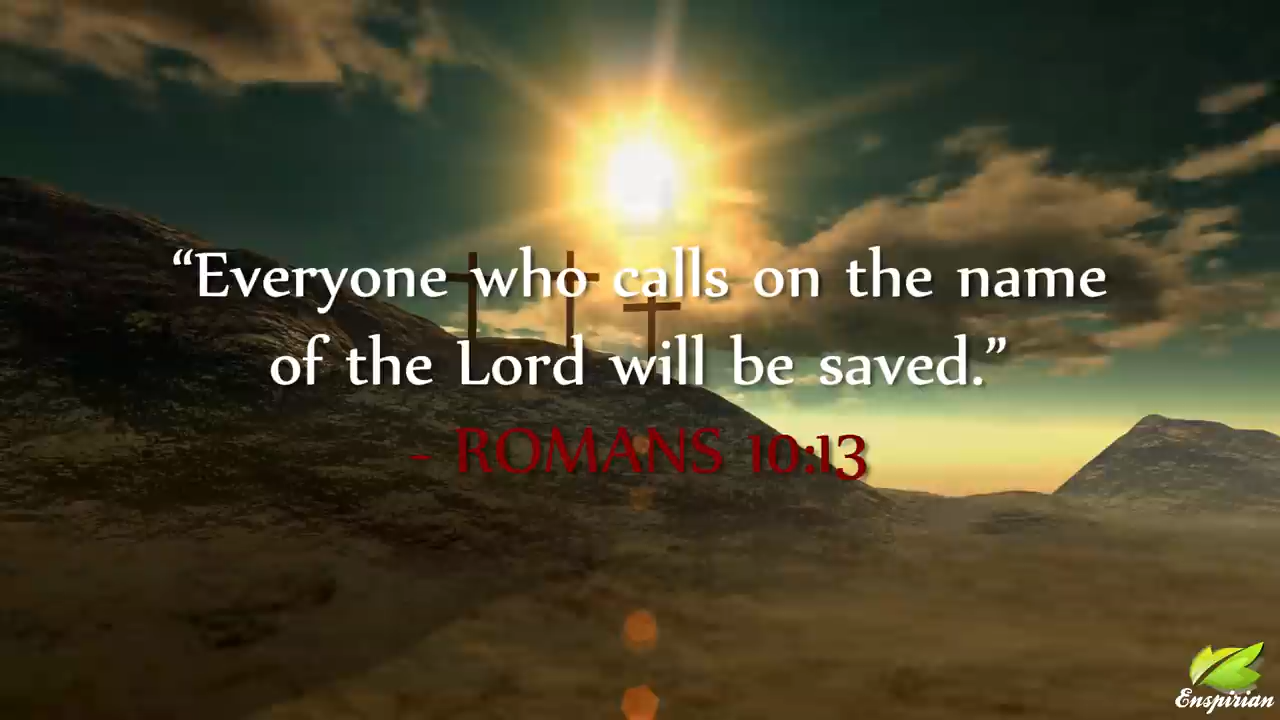 “Everyone who calls on the name
of the Lord will be saved.”
- ROMANS 10:13
Enspirian